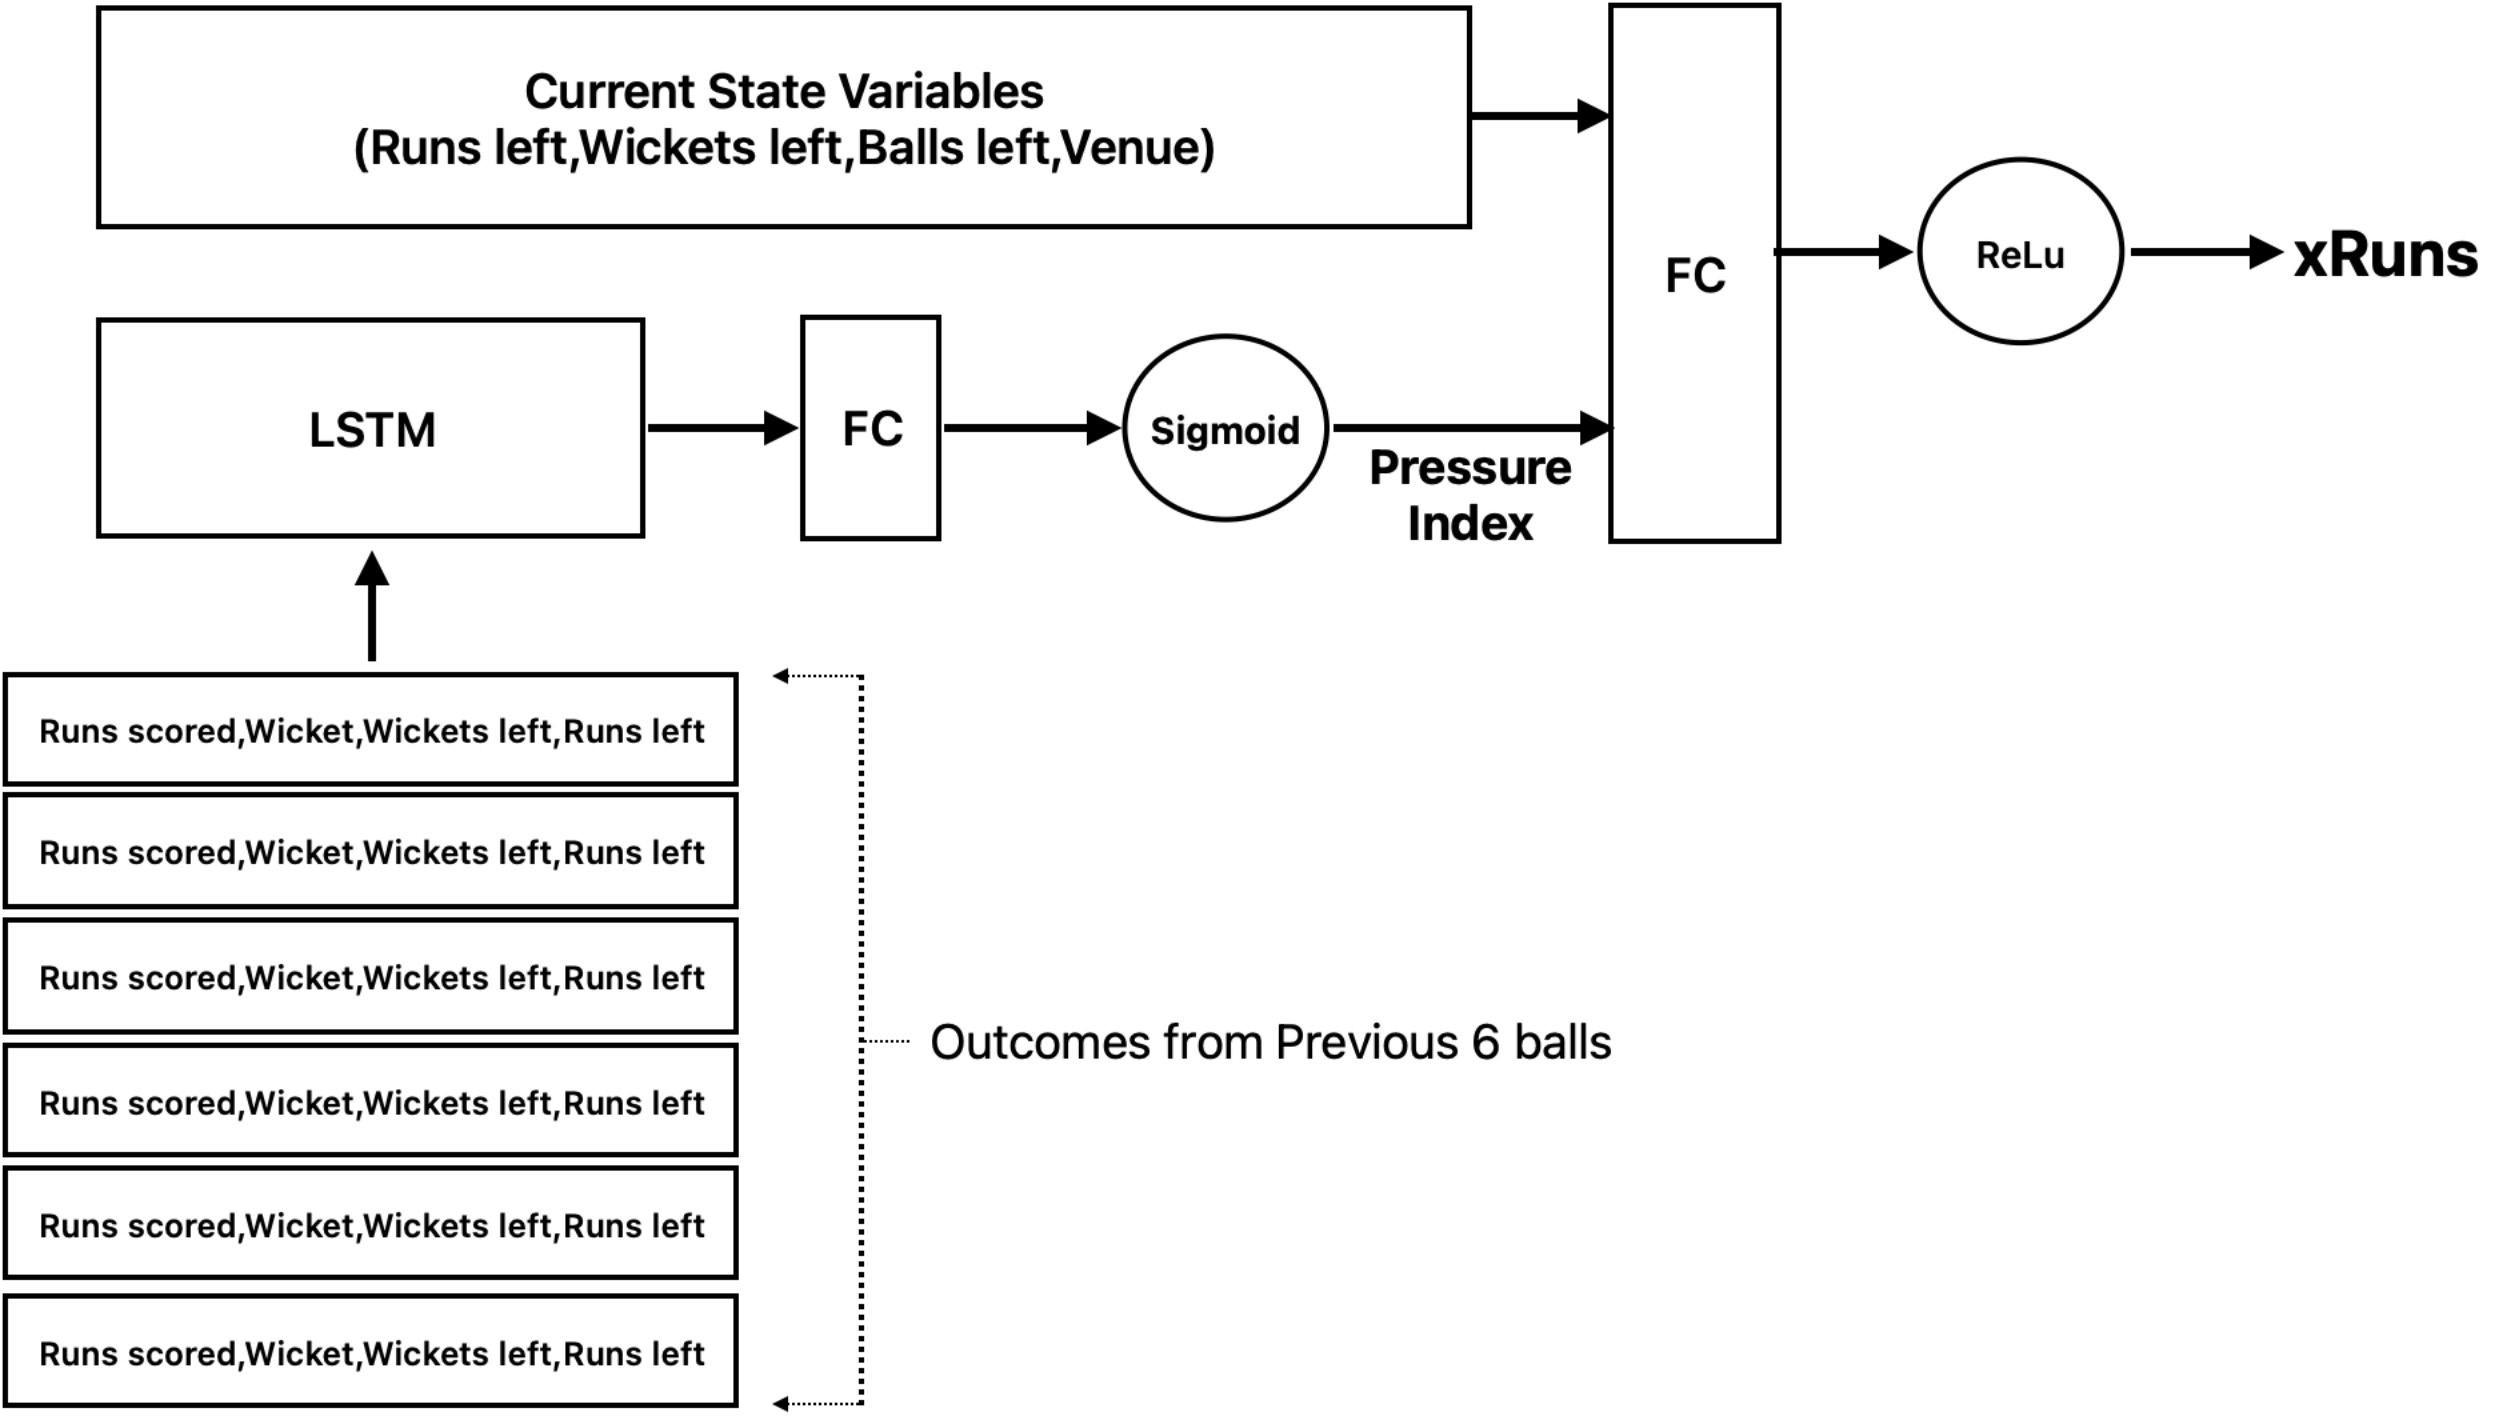 Current State Variables
(Runs left,Wickets left,Balls left,Venue)
FC
ReLu
xRuns
LSTM
FC
Sigmoid
Pressure
Index
Runs scored,Wicket,Wickets left,Runs left
Runs scored,Wicket,Wickets left,Runs left
Runs scored,Wicket,Wickets left,Runs left
Outcomes from Previous 6 balls
Runs scored,Wicket,Wickets left,Runs left
Runs scored,Wicket,Wickets left,Runs left
Runs scored,Wicket,Wickets left,Runs left